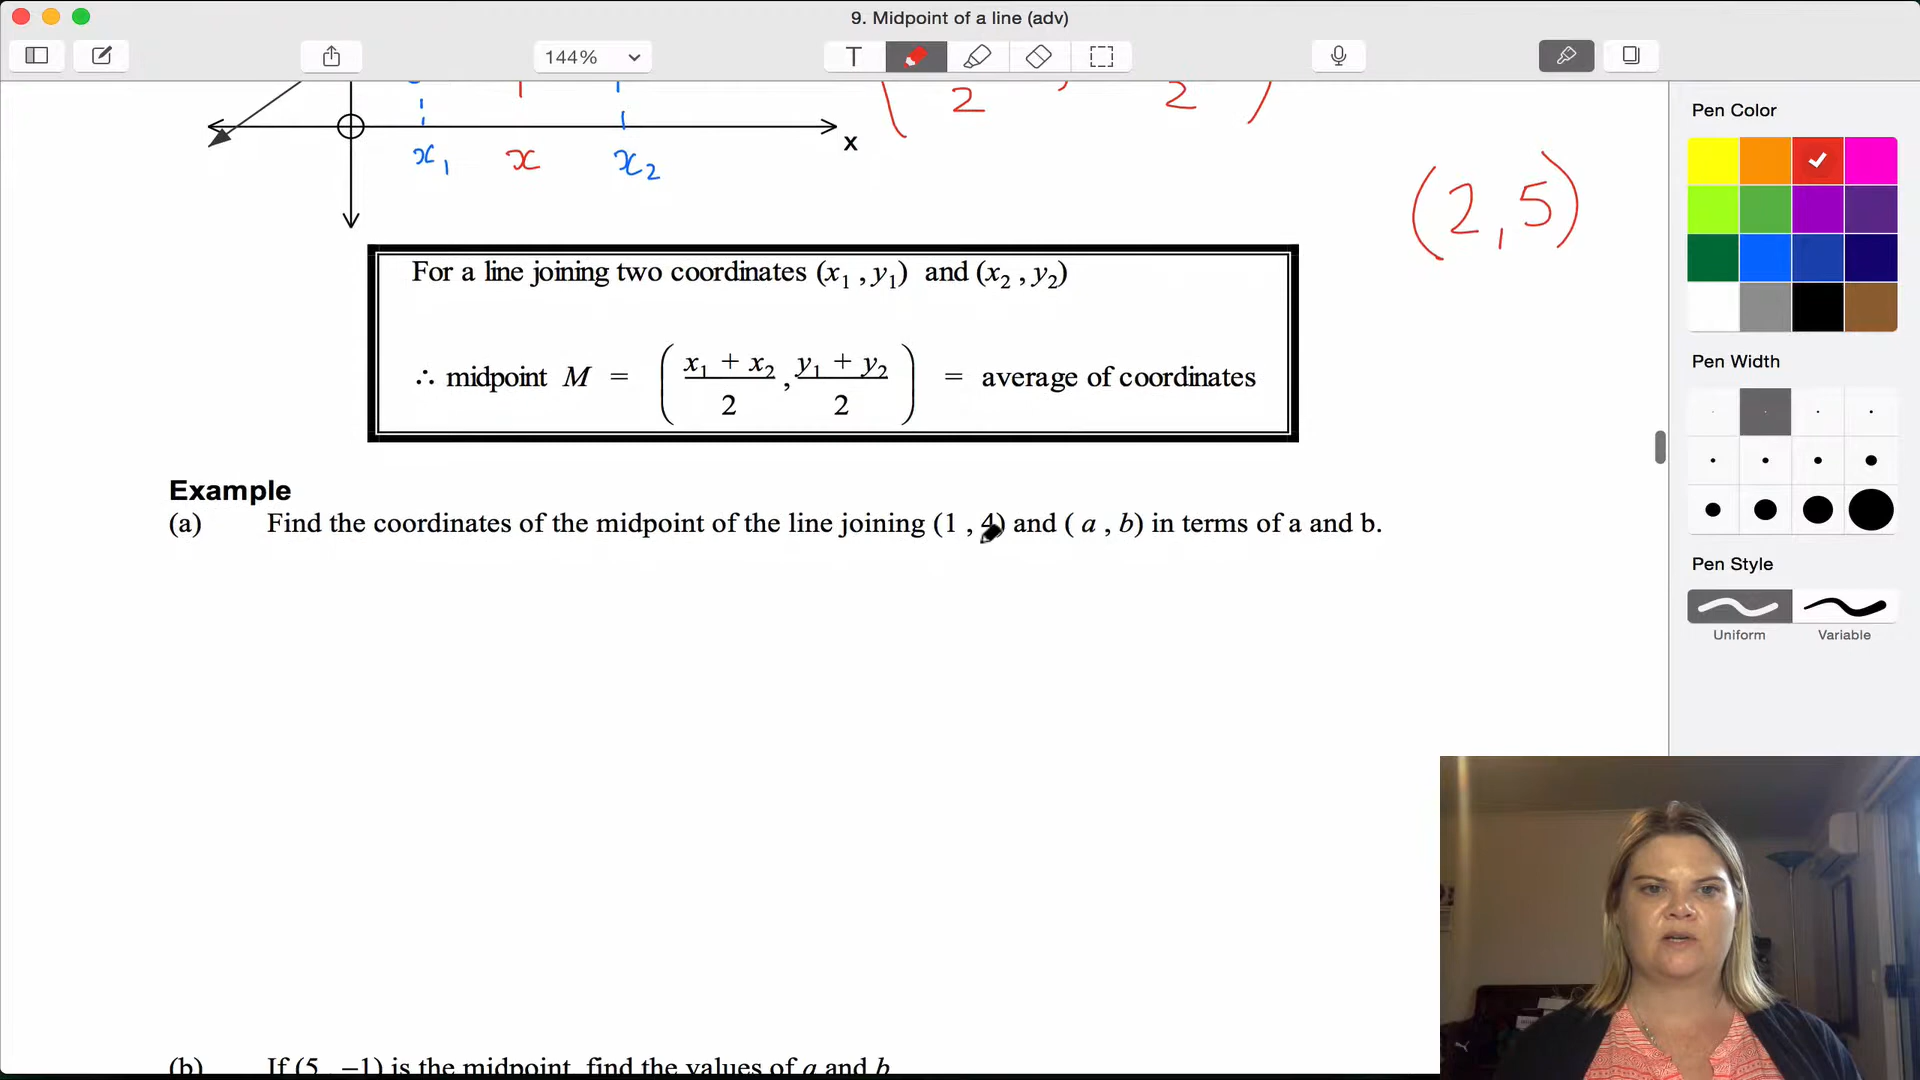 9. Midpoint of a line (adv)
144%
T
2 , 2
x
x1 x x2
(2,5)
For a line joining two coordinates (x1 , y1) and (x2 , y2)
∴ midpoint M = ( x1 + x2 / 2 , y1 + y2 / 2 ) = average of coordinates
Example
(a) Find the coordinates of the midpoint of the line joining (1 , 4) and ( a , b) in terms of a and b.
(b) If (5 , −1) is the midpoint, find the values of a and b
Pen Color
Pen Width
Pen Style
Uniform Variable